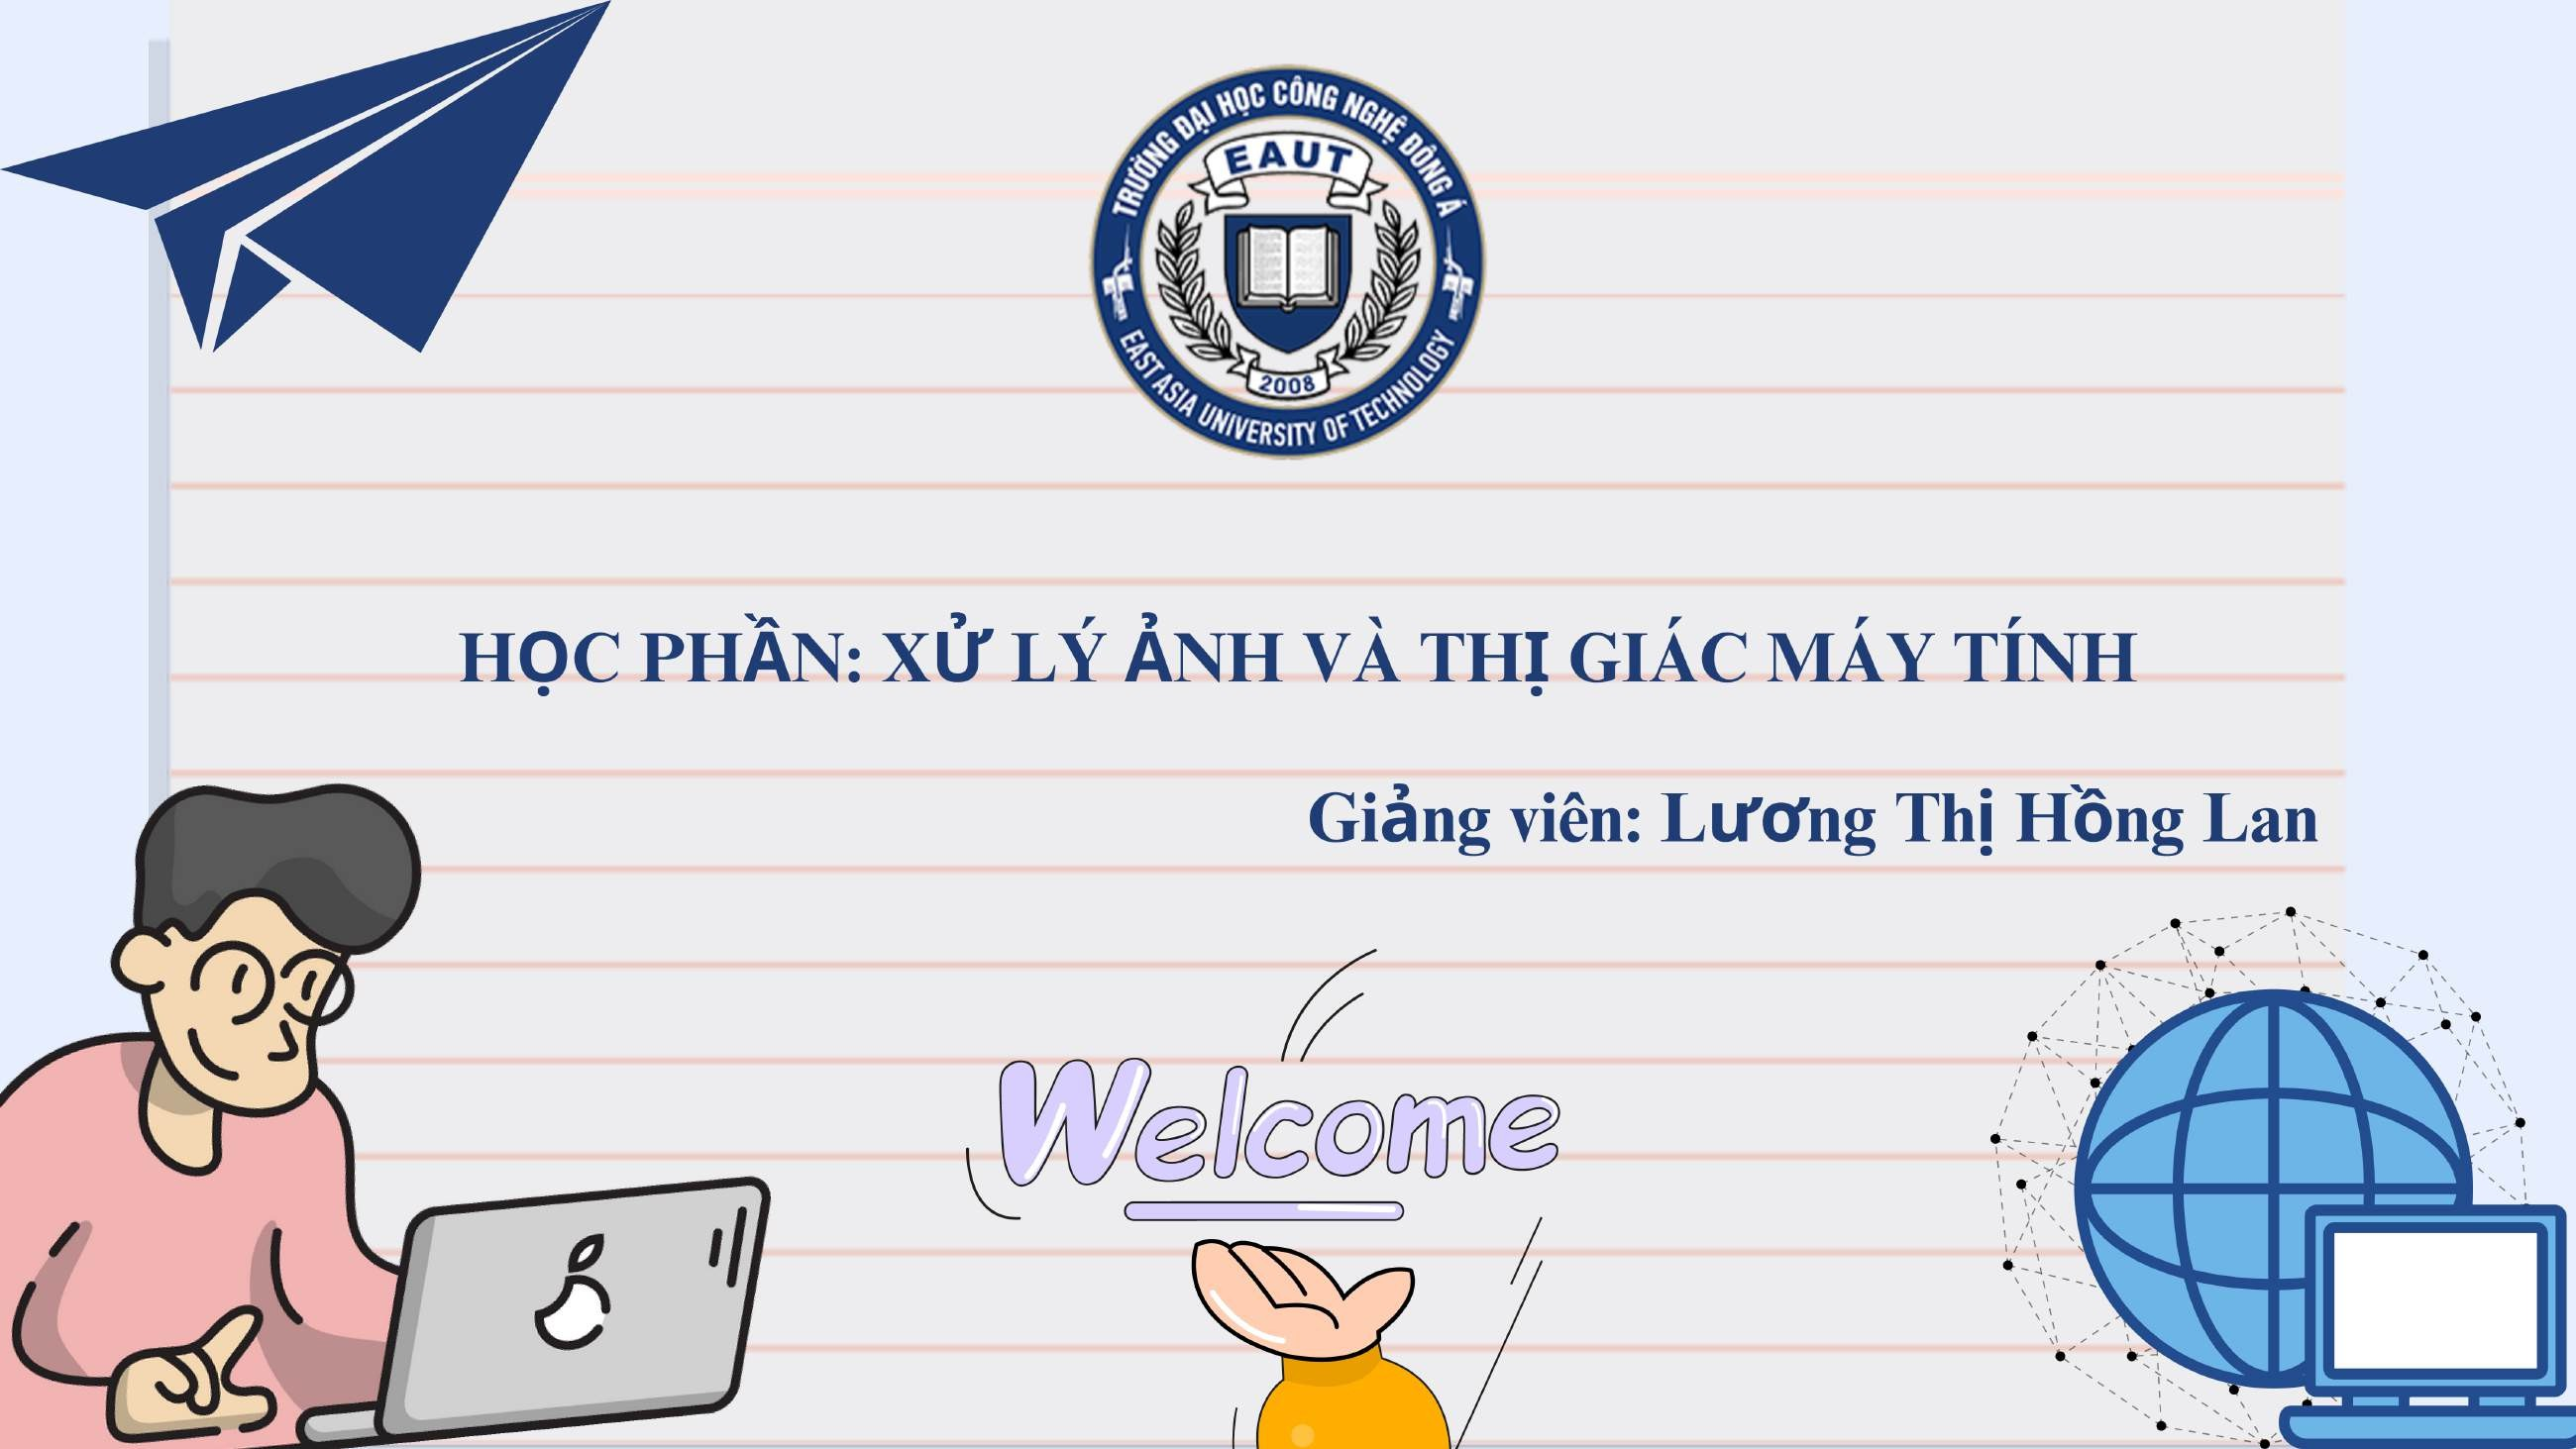 TRƯỜNG ĐẠI HỌC CÔNG NGHỆ ĐÔNG Á
EAUT
2008
EAST ASIA UNIVERSITY OF TECHNOLOGY
HỌC PHẦN: XỬ LÝ ẢNH VÀ THỊ GIÁC MÁY TÍNH
Giảng viên: Lương Thị Hồng Lan
Welcome